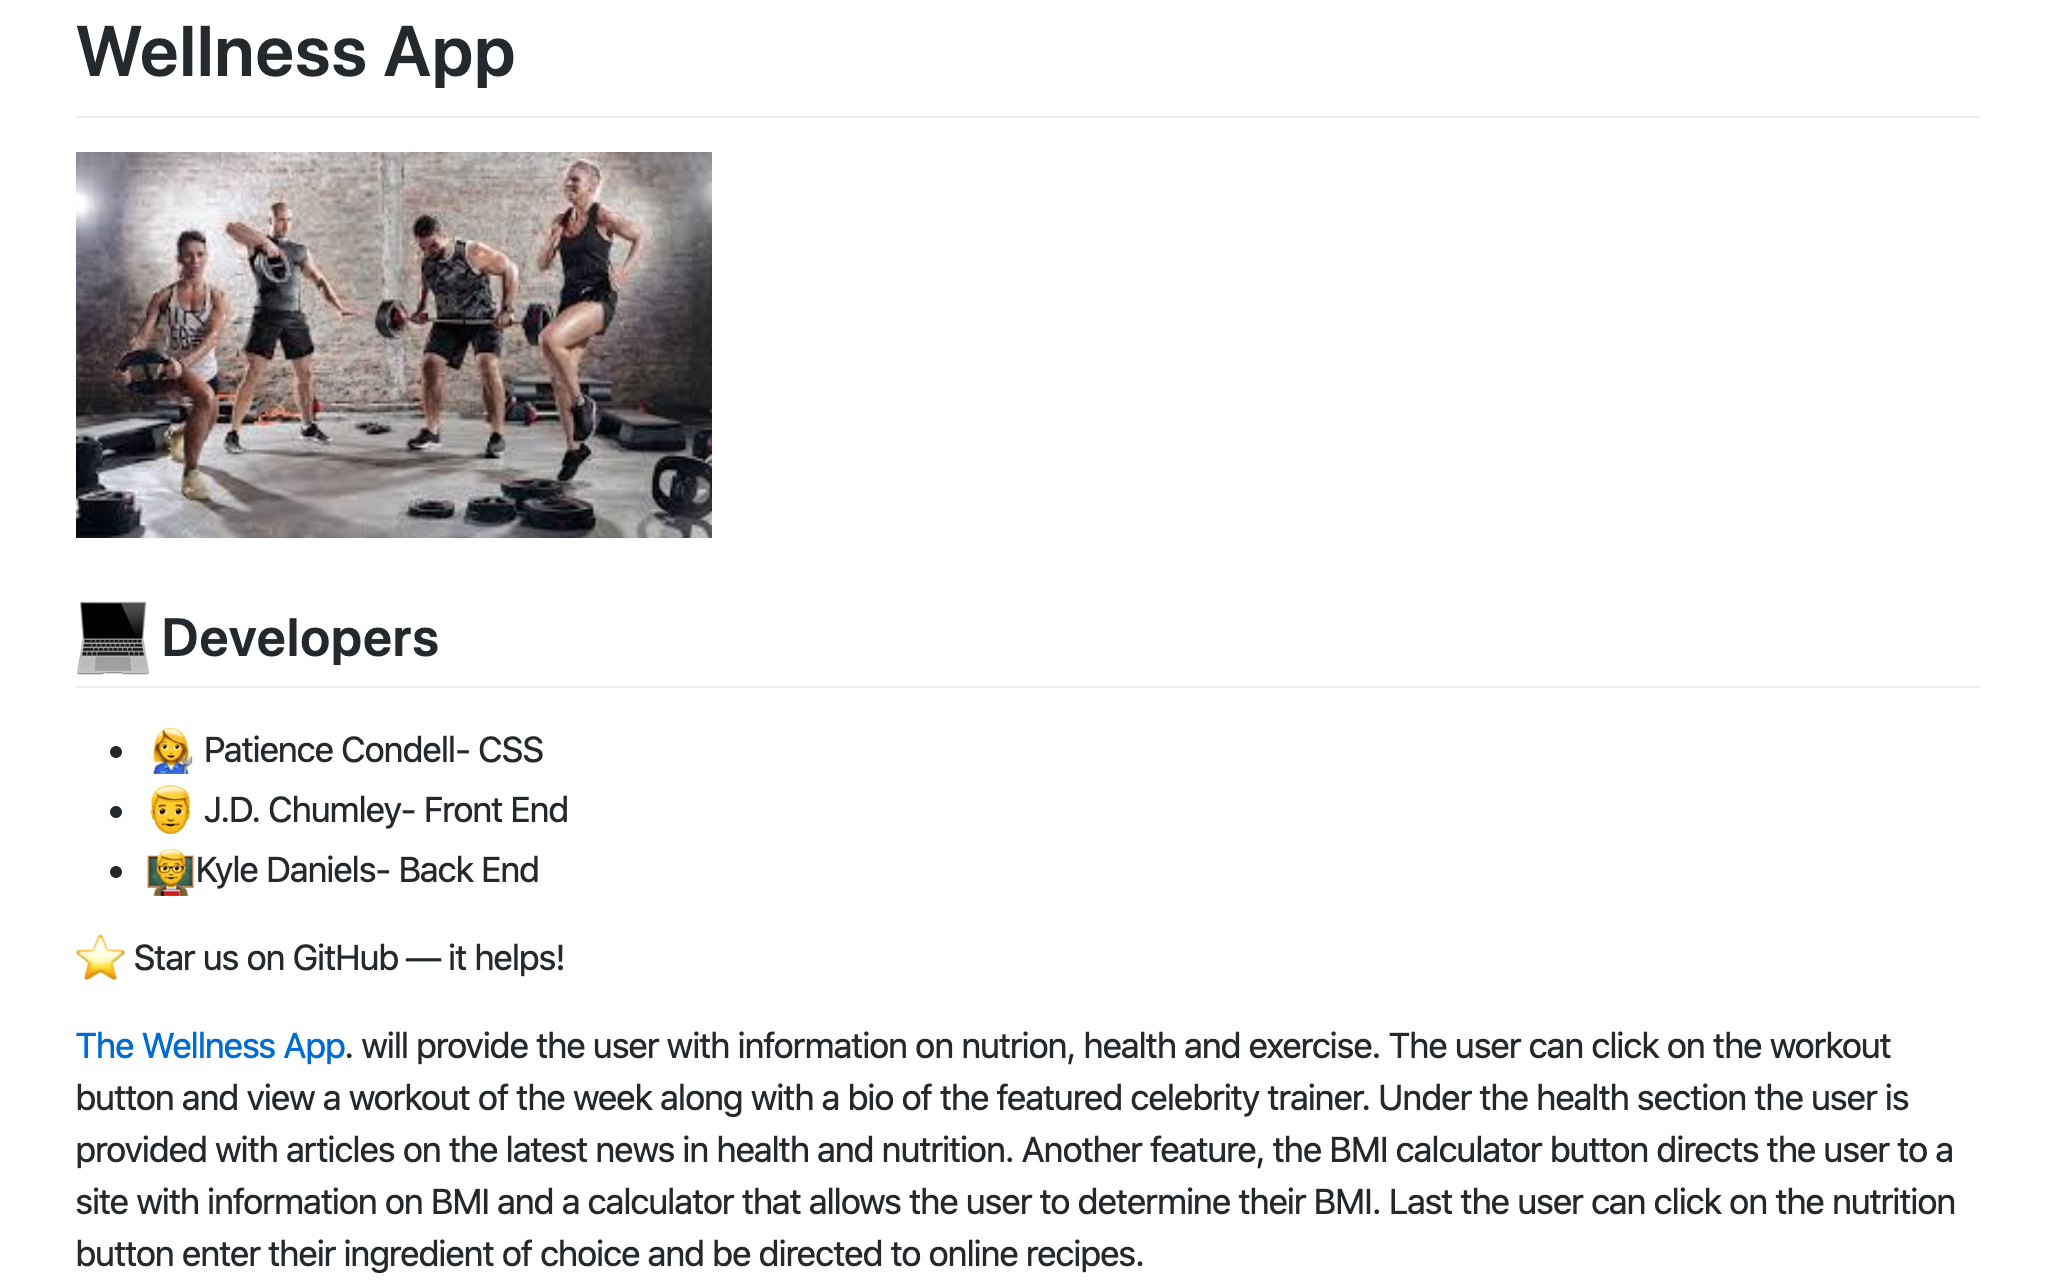 Wellness App
Developers
Patience Condell- CSS
J.D. Chumley- Front End
Kyle Daniels- Back End
Star us on GitHub — it helps!
The Wellness App. will provide the user with information on nutrion, health and exercise. The user can click on the workout
button and view a workout of the week along with a bio of the featured celebrity trainer. Under the health section the user is
provided with articles on the latest news in health and nutrition. Another feature, the BMI calculator button directs the user to a
site with information on BMI and a calculator that allows the user to determine their BMI. Last the user can click on the nutrition
button enter their ingredient of choice and be directed to online recipes.